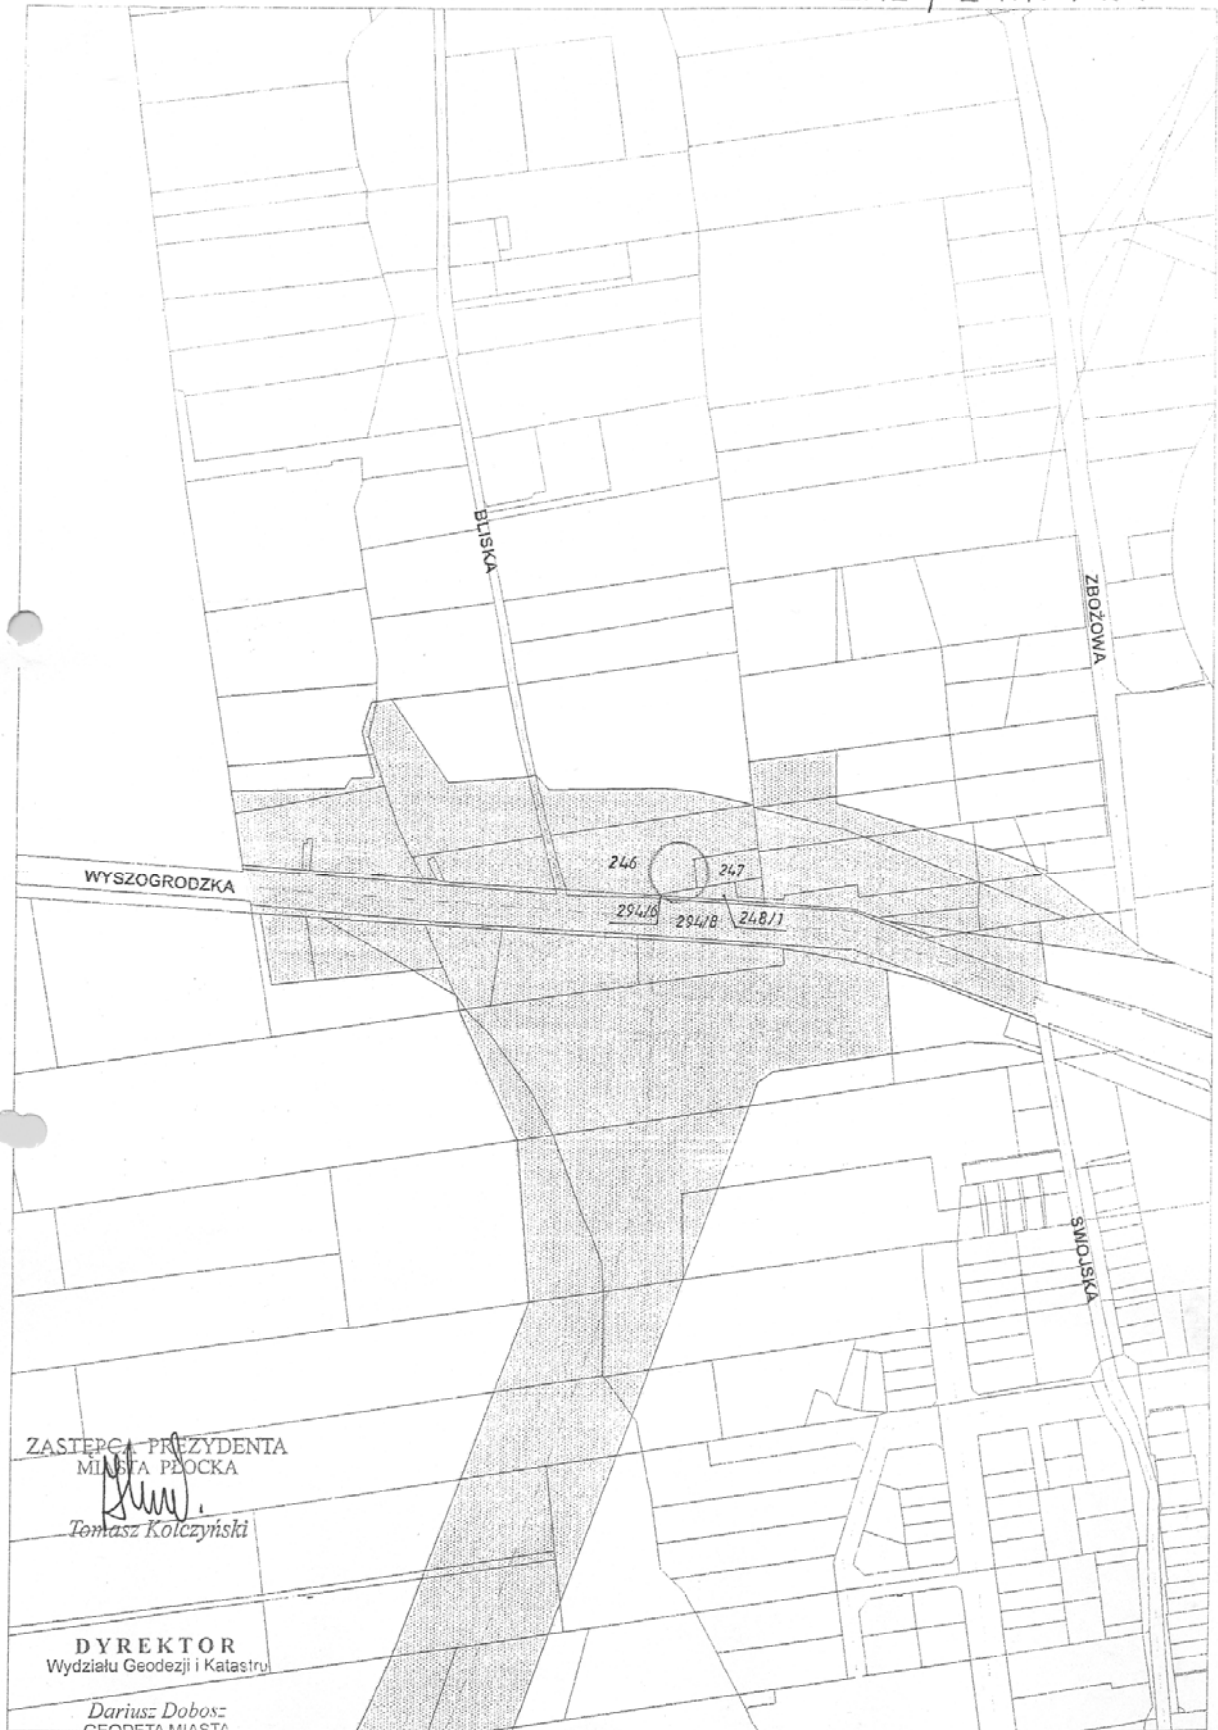 BLISKA
ZBOŻOWA
WYSZOGRODZKA
246
247
294/6
294/8
248/1
SWOJSKA
ZASTĘPCA PREZYDENTA
MIASTA PŁOCKA
Tomasz Kolczyński
DYREKTOR
Wydziału Geodezji i Katastru
Dariusz Dobosz
GEODETA MIASTA